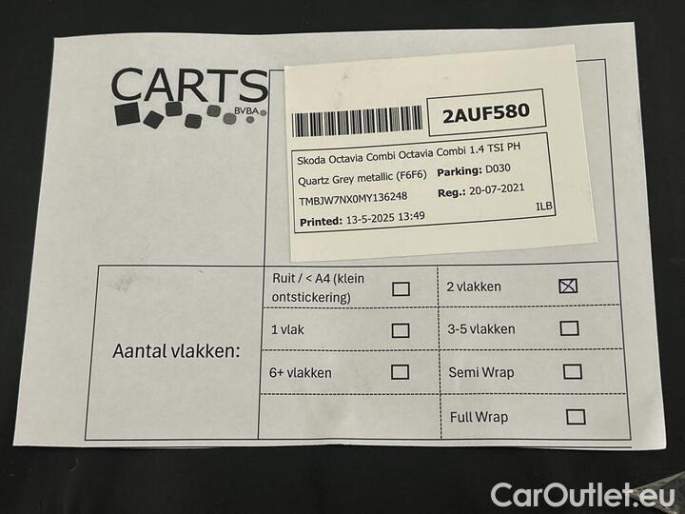 CARTS
BVBA
2AUF580
Skoda Octavia Combi Octavia Combi 1.4 TSI PH
Quartz Grey metallic (F6F6) Parking: D030
TMBJW7NX0MY136248 Reg.: 20-07-2021
Printed: 13-5-2025 13:49
ILB
Aantal vlakken:
Ruit / < A4 (klein
ontstickering)
2 vlakken
1 vlak
3-5 vlakken
6+ vlakken
Semi Wrap
Full Wrap
CarOutlet.eu